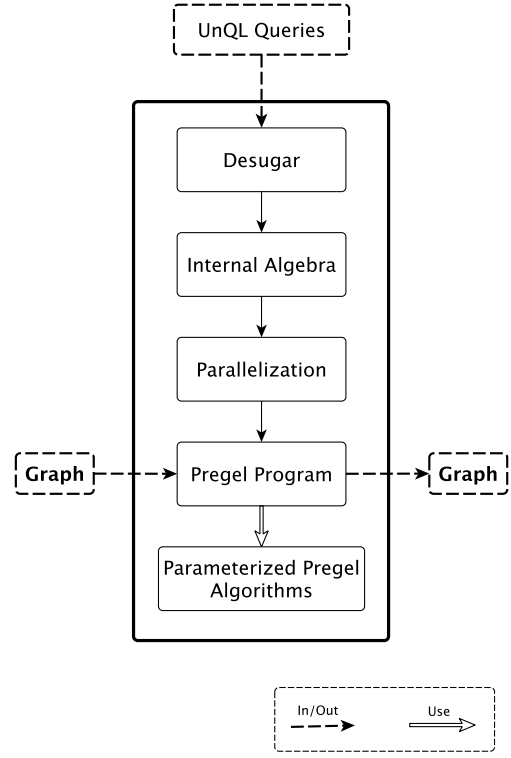 UnQL Queries
Desugar
Internal Algebra
Parallelization
Graph
Pregel Program
Graph
Parameterized Pregel
Algorithms
In/Out
Use